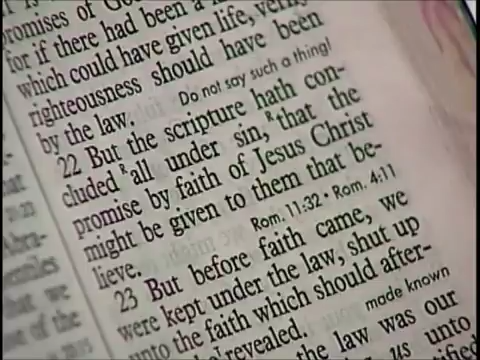 promises of God
for if there had been a
which could have given life, verily
righteousness should have been
by the law. Do not say such a thing!
22 But the scripture hath con-
cluded R all under sin, R that the
promise by faith of Jesus Christ
might be given to them that be-
lieve. Rom. 11:32 • Rom. 4:11
23 But before faith came, we
were kept under the law, shut up
unto the faith which should after-
revealed. made known
the law was our
us unto